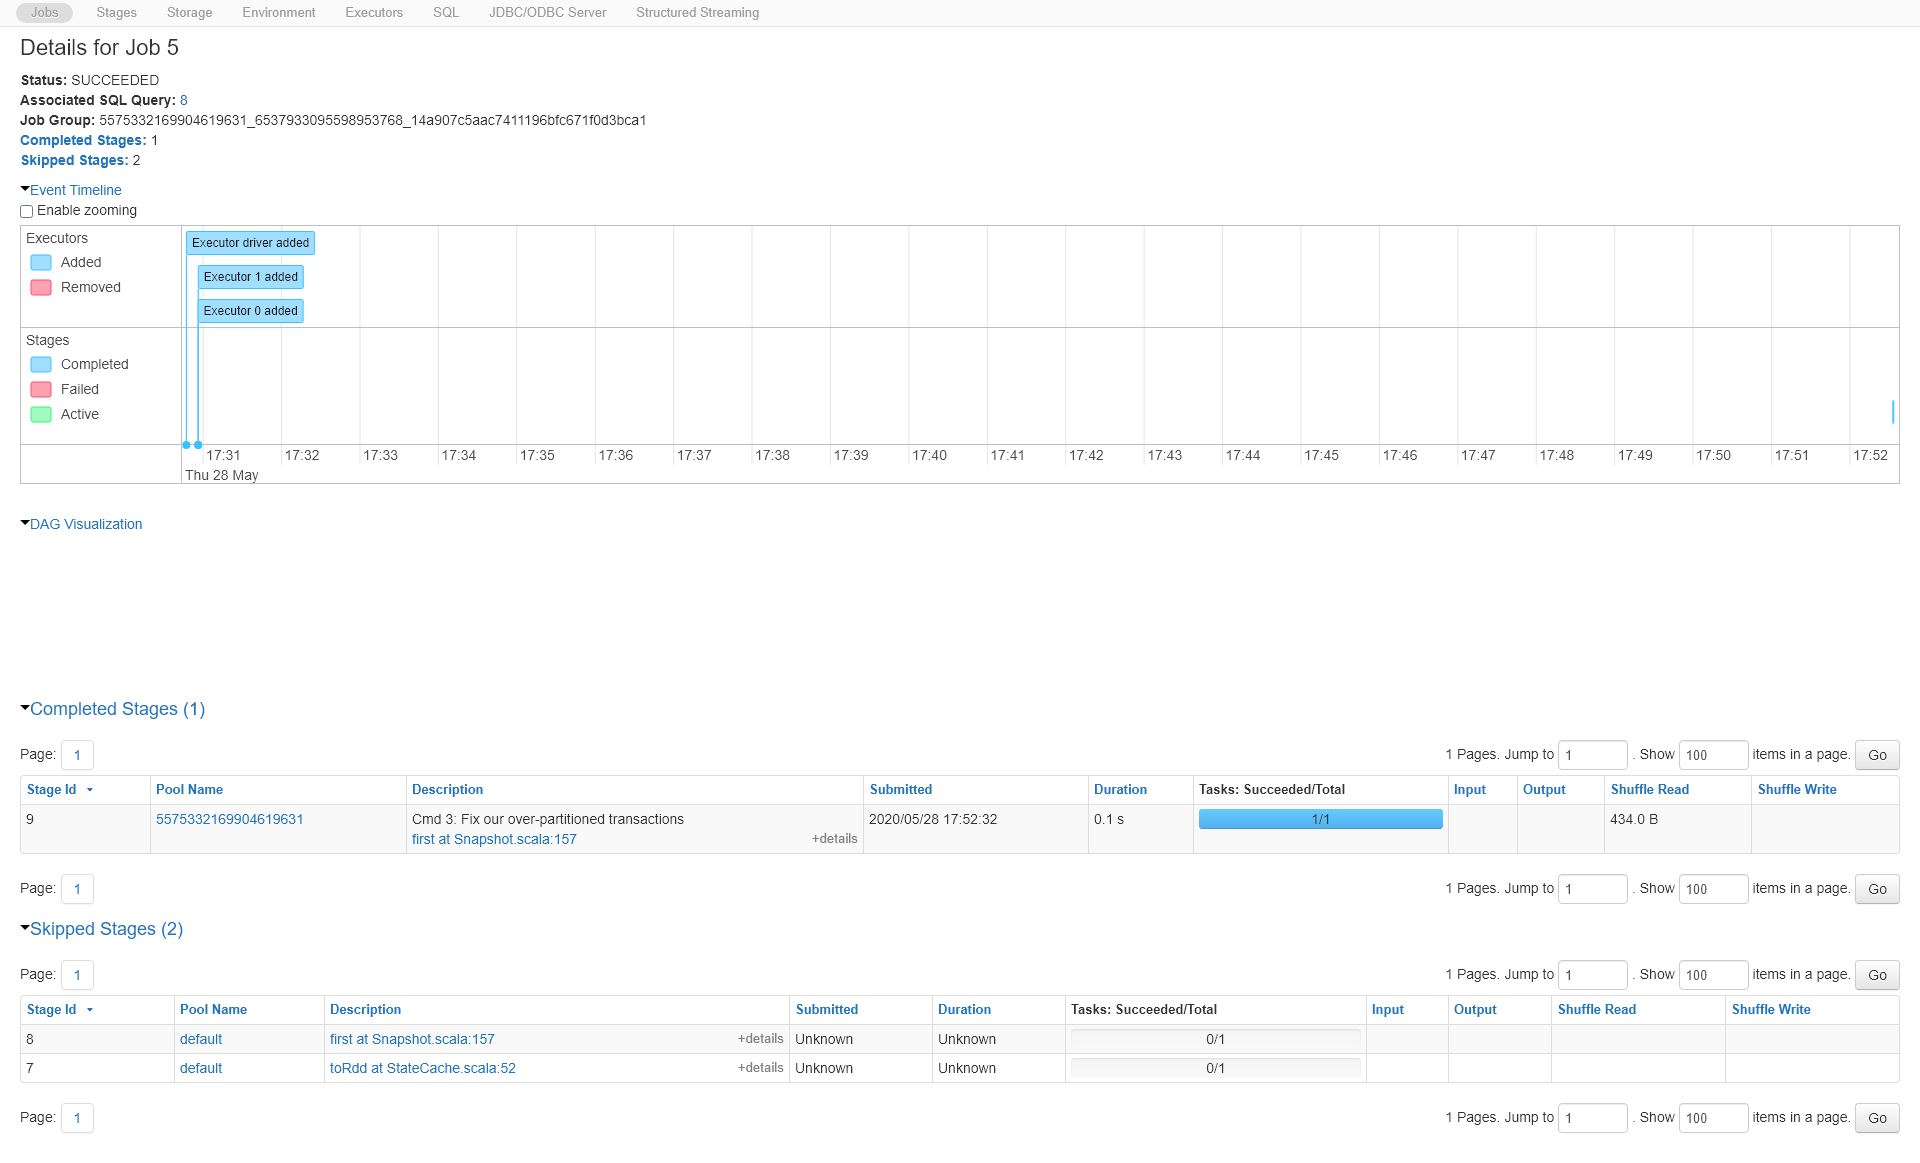 Jobs Stages Storage Environment Executors SQL JDBC/ODBC Server Structured Streaming
Details for Job 5
Status: SUCCEEDED
Associated SQL Query: 8
Job Group: 5575332169904619631_6537933095598953768_14a907c5aac7411196bfc671f0d3bca1
Completed Stages: 1
Skipped Stages: 2
Event Timeline
Enable zooming
Executors
Added
Removed
Executor driver added
Executor 1 added
Executor 0 added
Stages
Completed
Failed
Active
17:31 17:32 17:33 17:34 17:35 17:36 17:37 17:38 17:39 17:40 17:41 17:42 17:43 17:44 17:45 17:46 17:47 17:48 17:49 17:50 17:51 17:52
Thu 28 May
DAG Visualization
Completed Stages (1)
Page: 1 1 Pages. Jump to 1 . Show 100 items in a page. Go
Stage Id Pool Name Description Submitted Duration Tasks: Succeeded/Total Input Output Shuffle Read Shuffle Write
9 5575332169904619631 Cmd 3: Fix our over-partitioned transactions 2020/05/28 17:52:32 0.1 s 1/1 434.0 B
first at Snapshot.scala:157 +details
Page: 1 1 Pages. Jump to 1 . Show 100 items in a page. Go
Skipped Stages (2)
Page: 1 1 Pages. Jump to 1 . Show 100 items in a page. Go
Stage Id Pool Name Description Submitted Duration Tasks: Succeeded/Total Input Output Shuffle Read Shuffle Write
8 default first at Snapshot.scala:157 +details Unknown Unknown 0/1
7 default toRdd at StateCache.scala:52 +details Unknown Unknown 0/1
Page: 1 1 Pages. Jump to 1 . Show 100 items in a page. Go